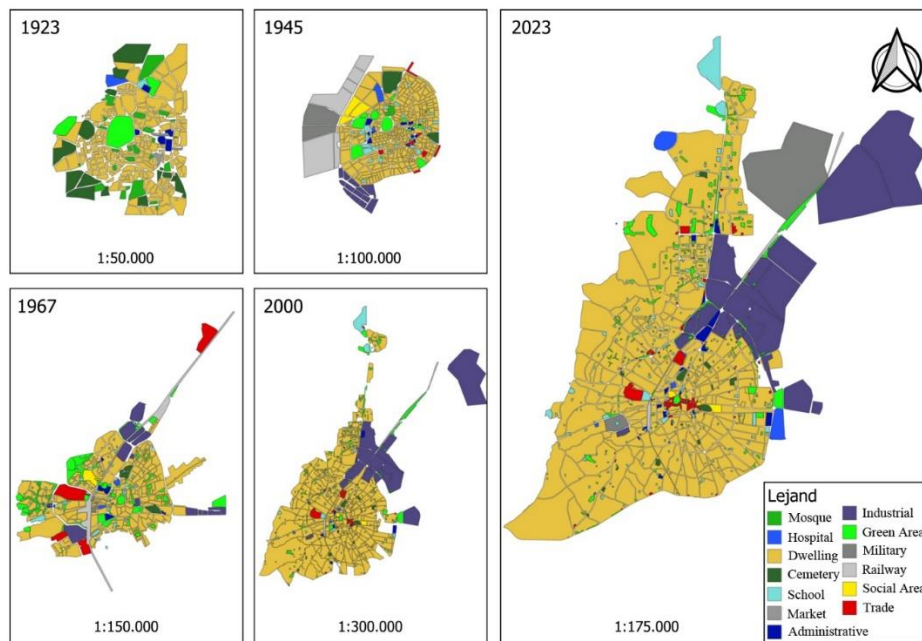 1923
1:50.000
1945
1:100.000
2023
1:175.000
1967
1:150.000
2000
1:300.000
Lejand
Mosque
Hospital
Dwelling
Cemetery
School
Market
Administrative
Industrial
Green Area
Military
Railway
Social Area
Trade